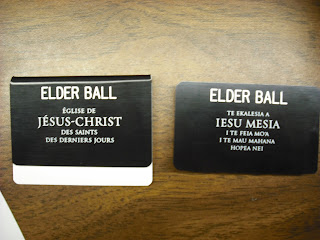 ELDER BALL
ÉGLISE DE
JÉSUS-CHRIST
DES SAINTS
DES DERNIERS JOURS
ELDER BALL
TE EKALESIA A
IESU MESIA
I TE FEIA MO'A
I TE MAU MAHANA
HOPEA NEI